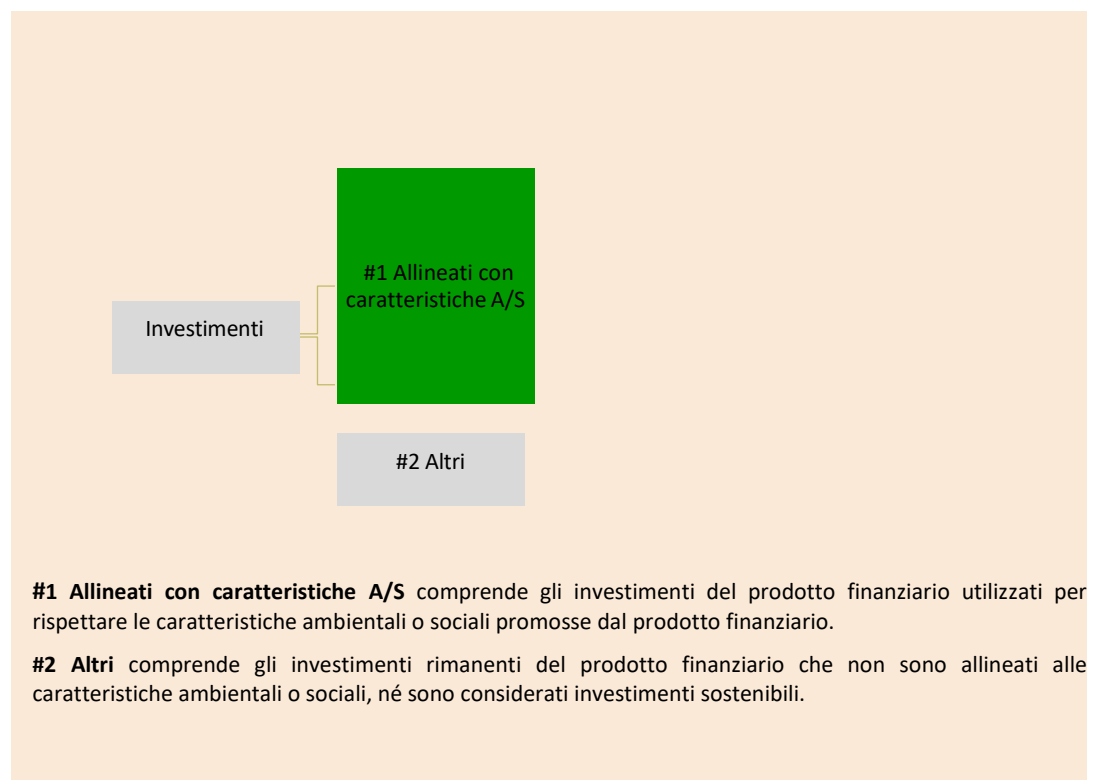 #1 Allineati con
caratteristiche A/S
Investimenti
#2 Altri
#1 Allineati con caratteristiche A/S comprende gli investimenti del prodotto finanziario utilizzati per
rispettare le caratteristiche ambientali o sociali promosse dal prodotto finanziario.
#2 Altri comprende gli investimenti rimanenti del prodotto finanziario che non sono allineati alle
caratteristiche ambientali o sociali, né sono considerati investimenti sostenibili.